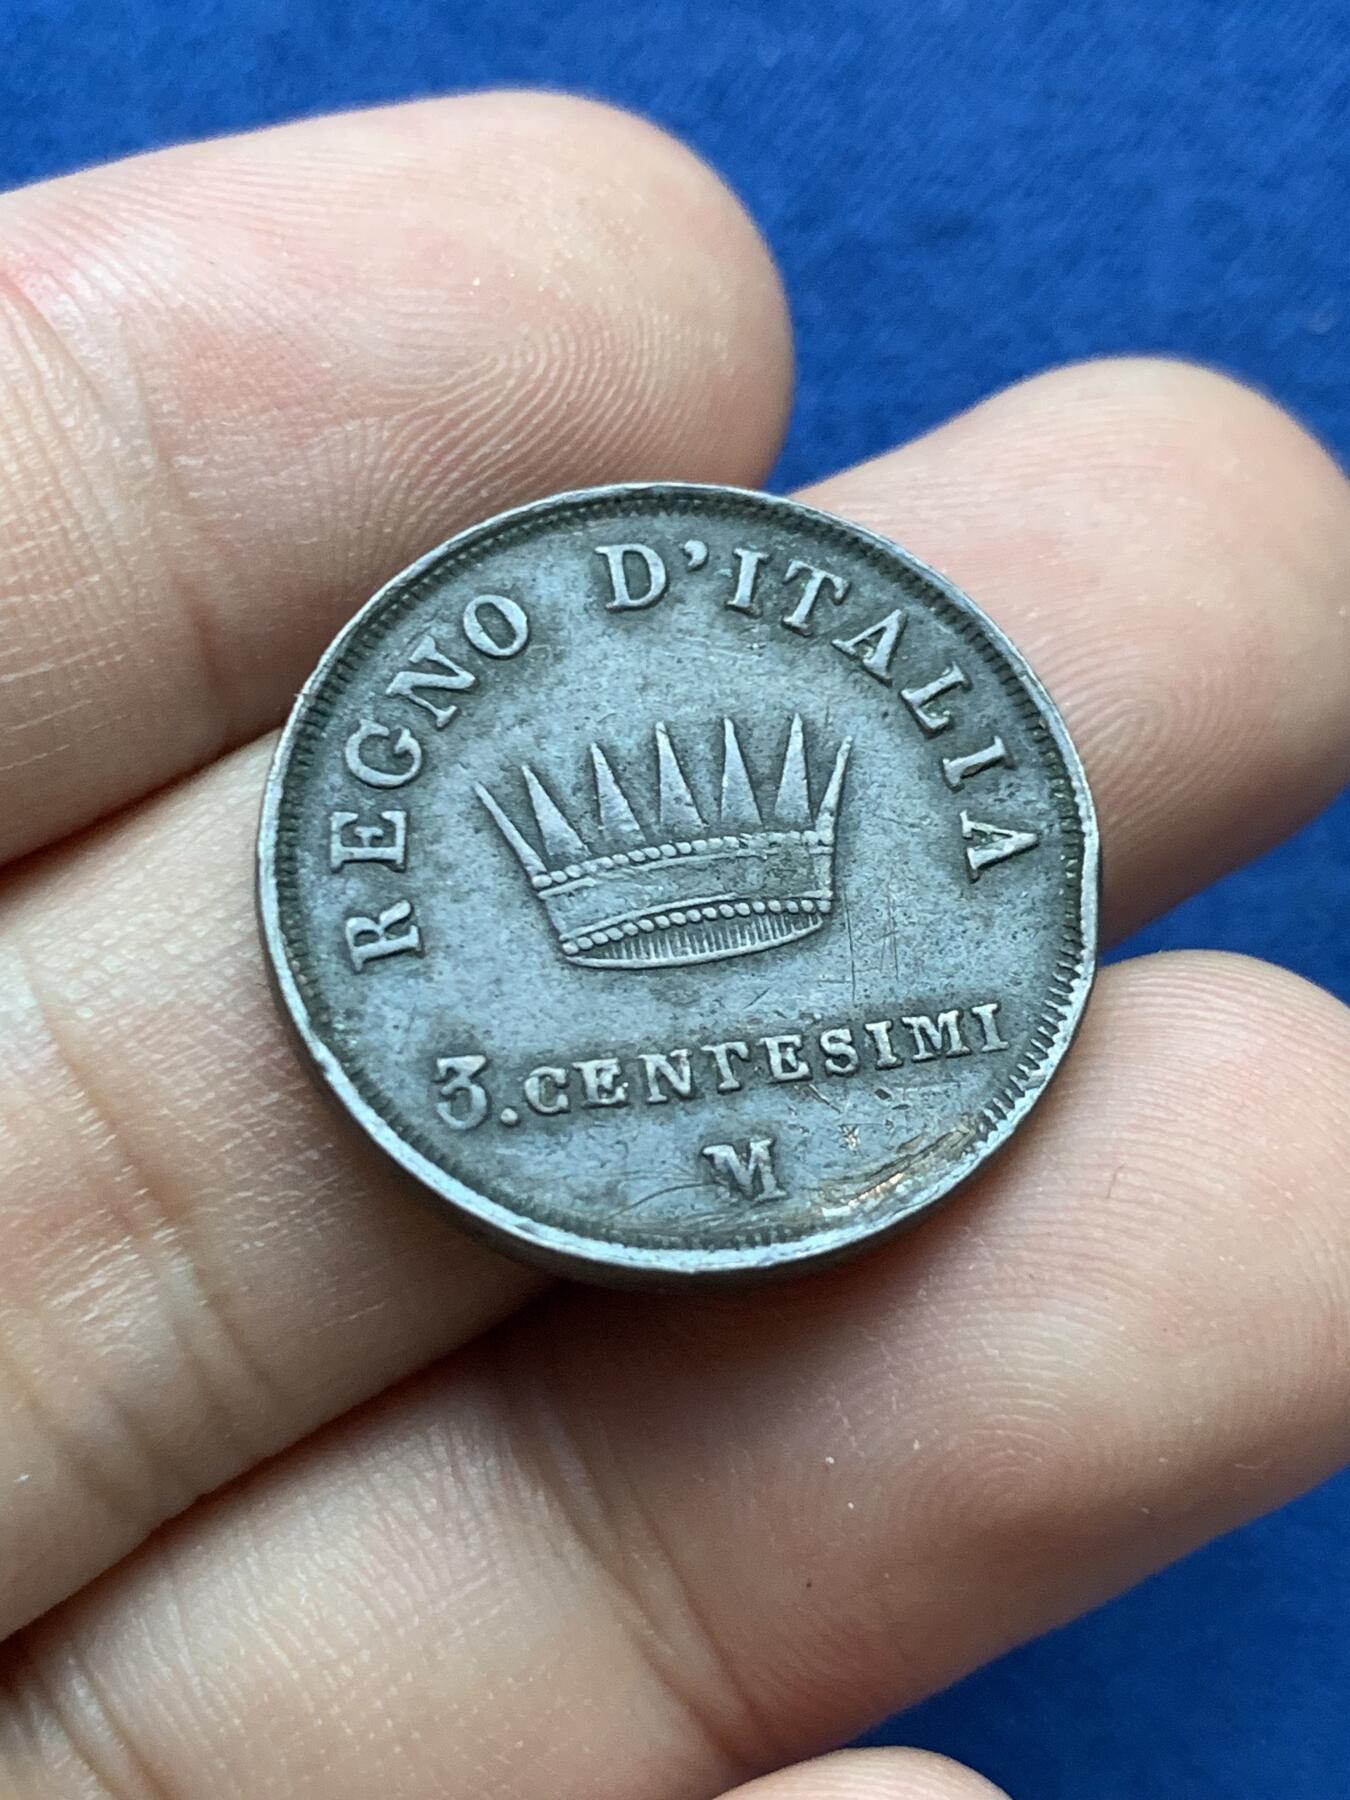 REGNO D'ITALIA
3.CENTESIMI
M